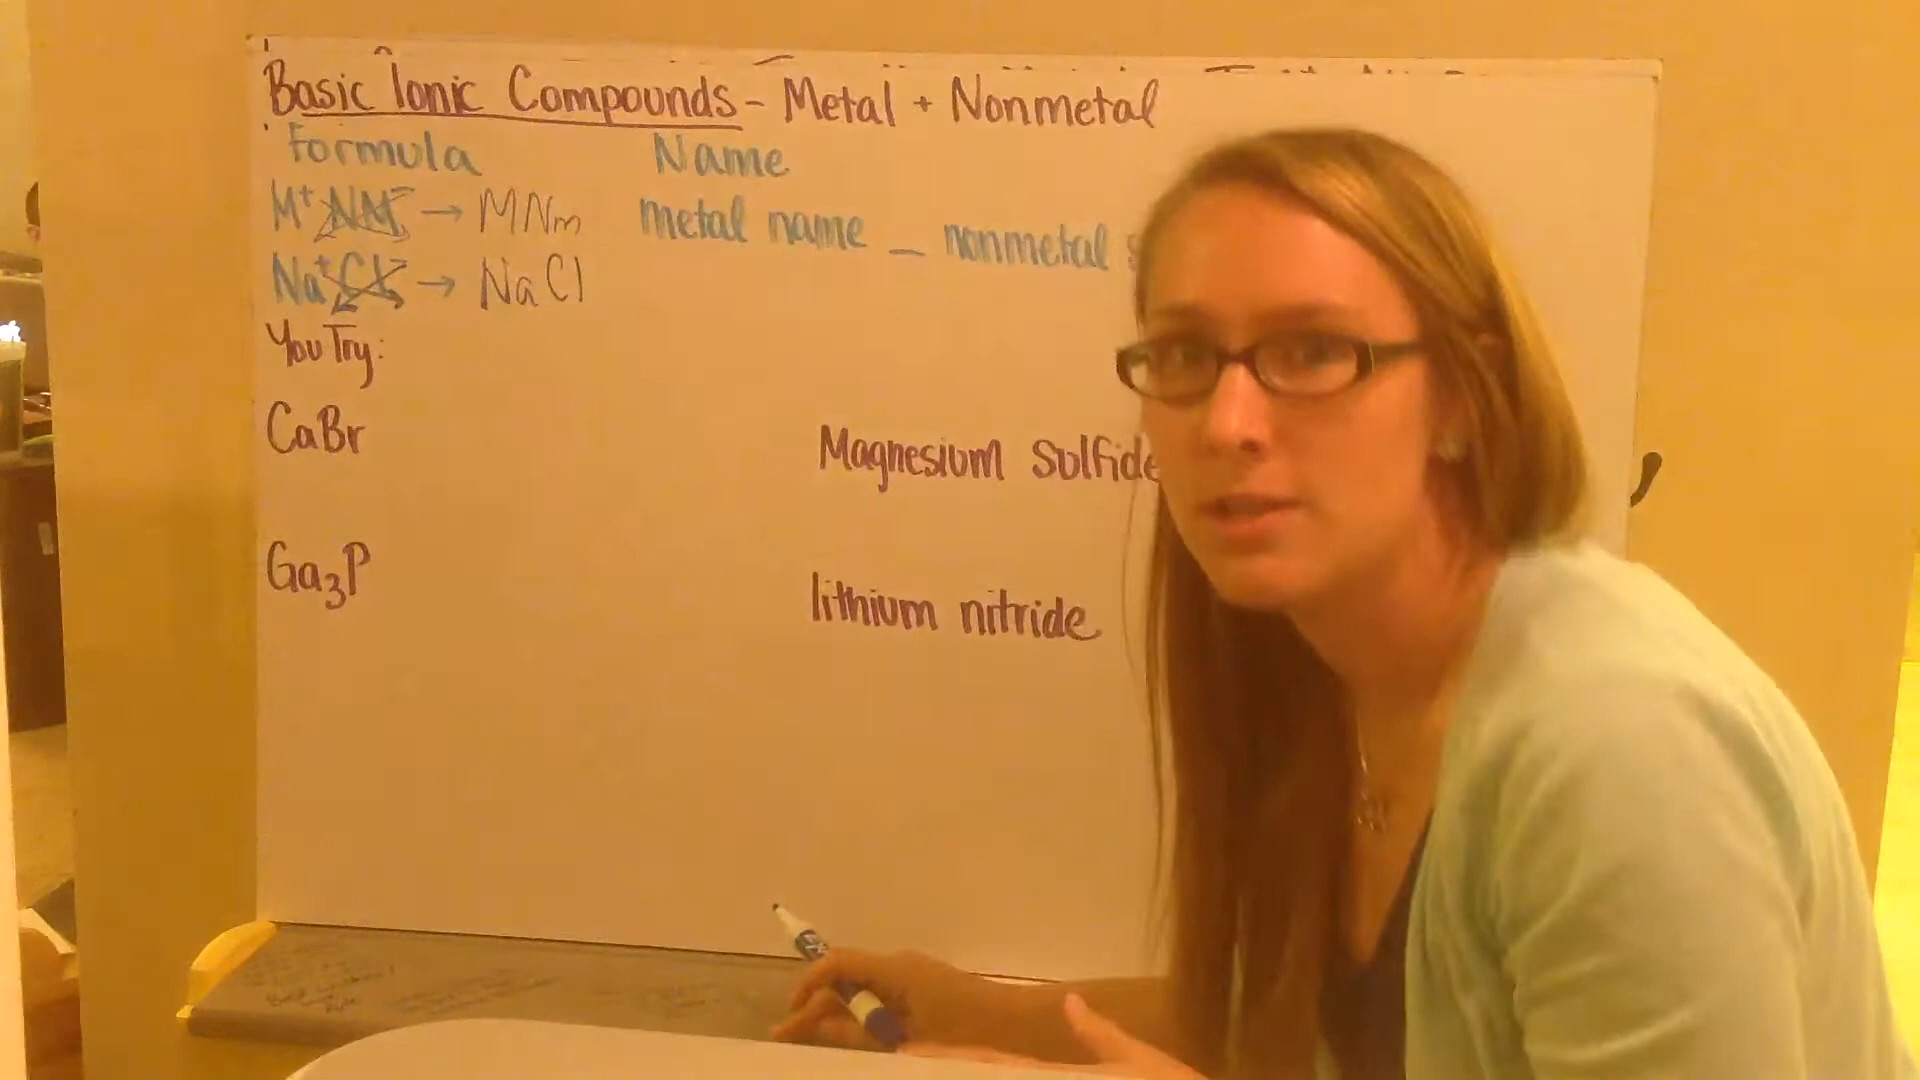 Basic Ionic Compounds - Metal + Nonmetal
Formula Name
M⁺NM⁻ → MNm metal name _ nonmetal
Na⁺Cl⁻ → NaCl
You Try:
CaBr Magnesium Sulfide
Ga₃P lithium nitride